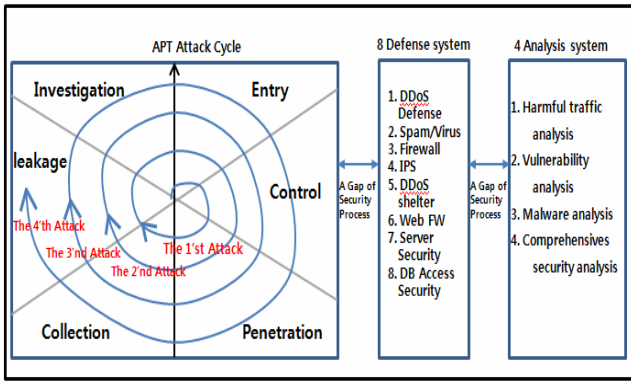 APT Attack Cycle
Investigation
Entry
leakage
Control
The 4'th Attack
The 3'nd Attack
The 2'nd Attack
The 1'st Attack
Collection
Penetration
A Gap of
Security
Process
8 Defense system
1. DDoS
Defense
2. Spam/Virus
3. Firewall
4. IPS
5. DDoS
shelter
6. Web FW
7. Server
Security
8. DB Access
Security
A Gap of
Security
Process
4 Analysis system
1. Harmful traffic
analysis
2. Vulnerability
analysis
3. Malware analysis
4. Comprehensives
security analysis